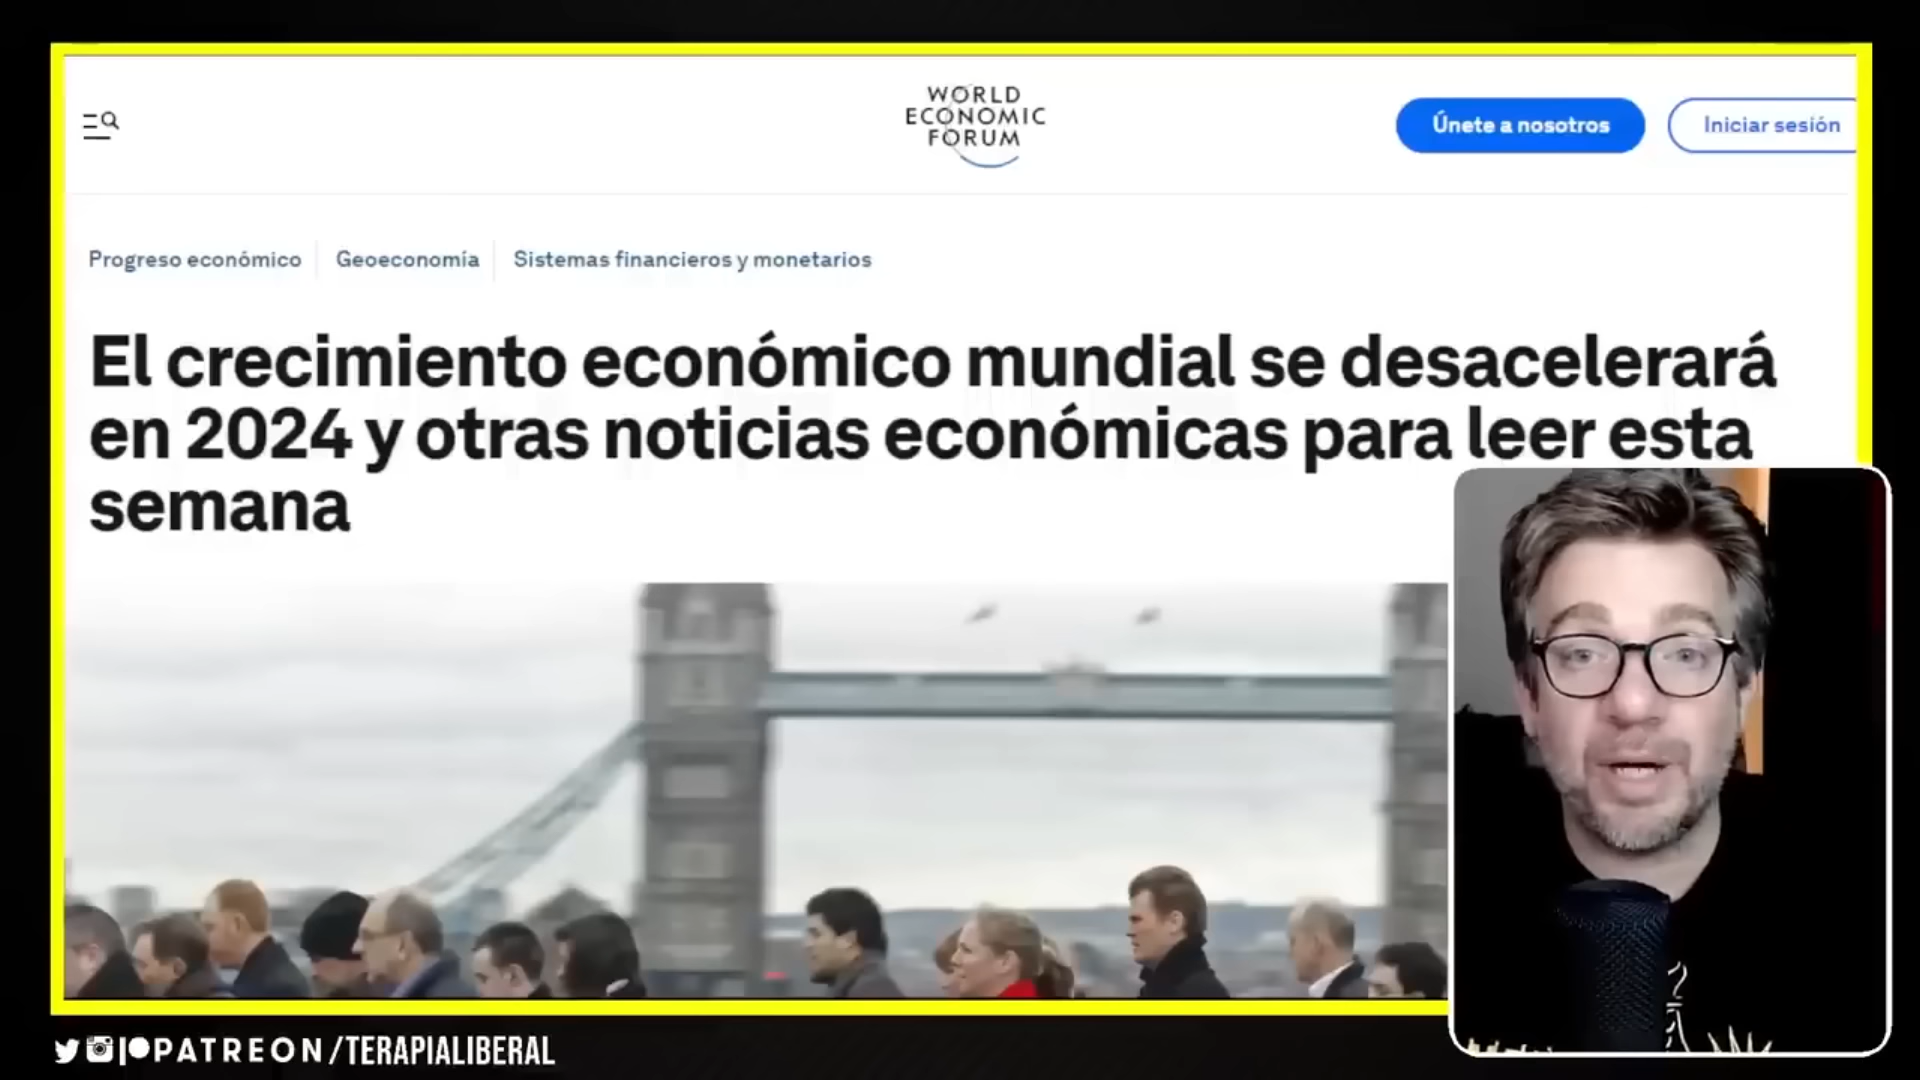 WORLD
ECONOMIC
FORUM
Únete a nosotros
Iniciar sesión
Progreso económico
Geoeconomía
Sistemas financieros y monetarios
El crecimiento económico mundial se desacelerará
en 2024 y otras noticias económicas para leer esta
semana
PATREON/TERAPIALIBERAL